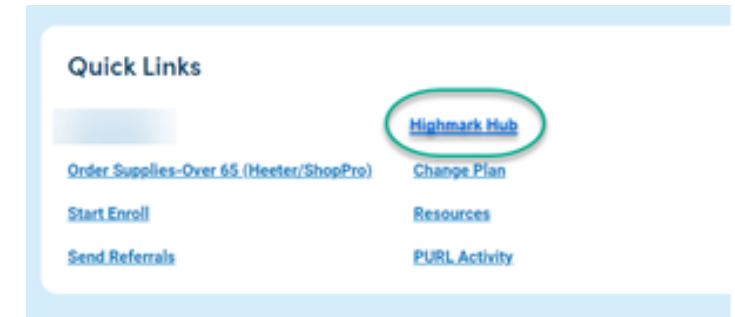 Quick Links
Highmark Hub
Order Supplies-Over 65 (Heeter/ShopPro)
Change Plan
Start Enroll
Resources
Send Referrals
PURL Activity